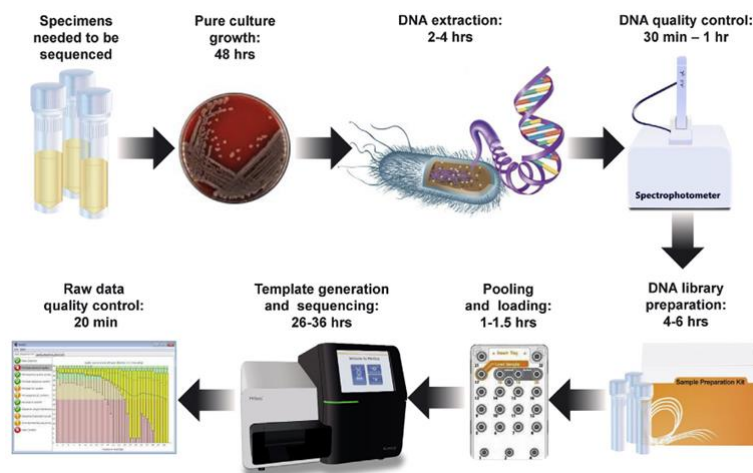 Specimens
needed to be
sequenced
Pure culture
growth:
48 hrs
DNA extraction:
2-4 hrs
DNA quality control:
30 min – 1 hr
Spectrophotometer
Raw data
quality control:
20 min
Template generation
and sequencing:
26-36 hrs
Pooling
and loading:
1-1.5 hrs
DNA library
preparation:
4-6 hrs
Sample Preparation Kit